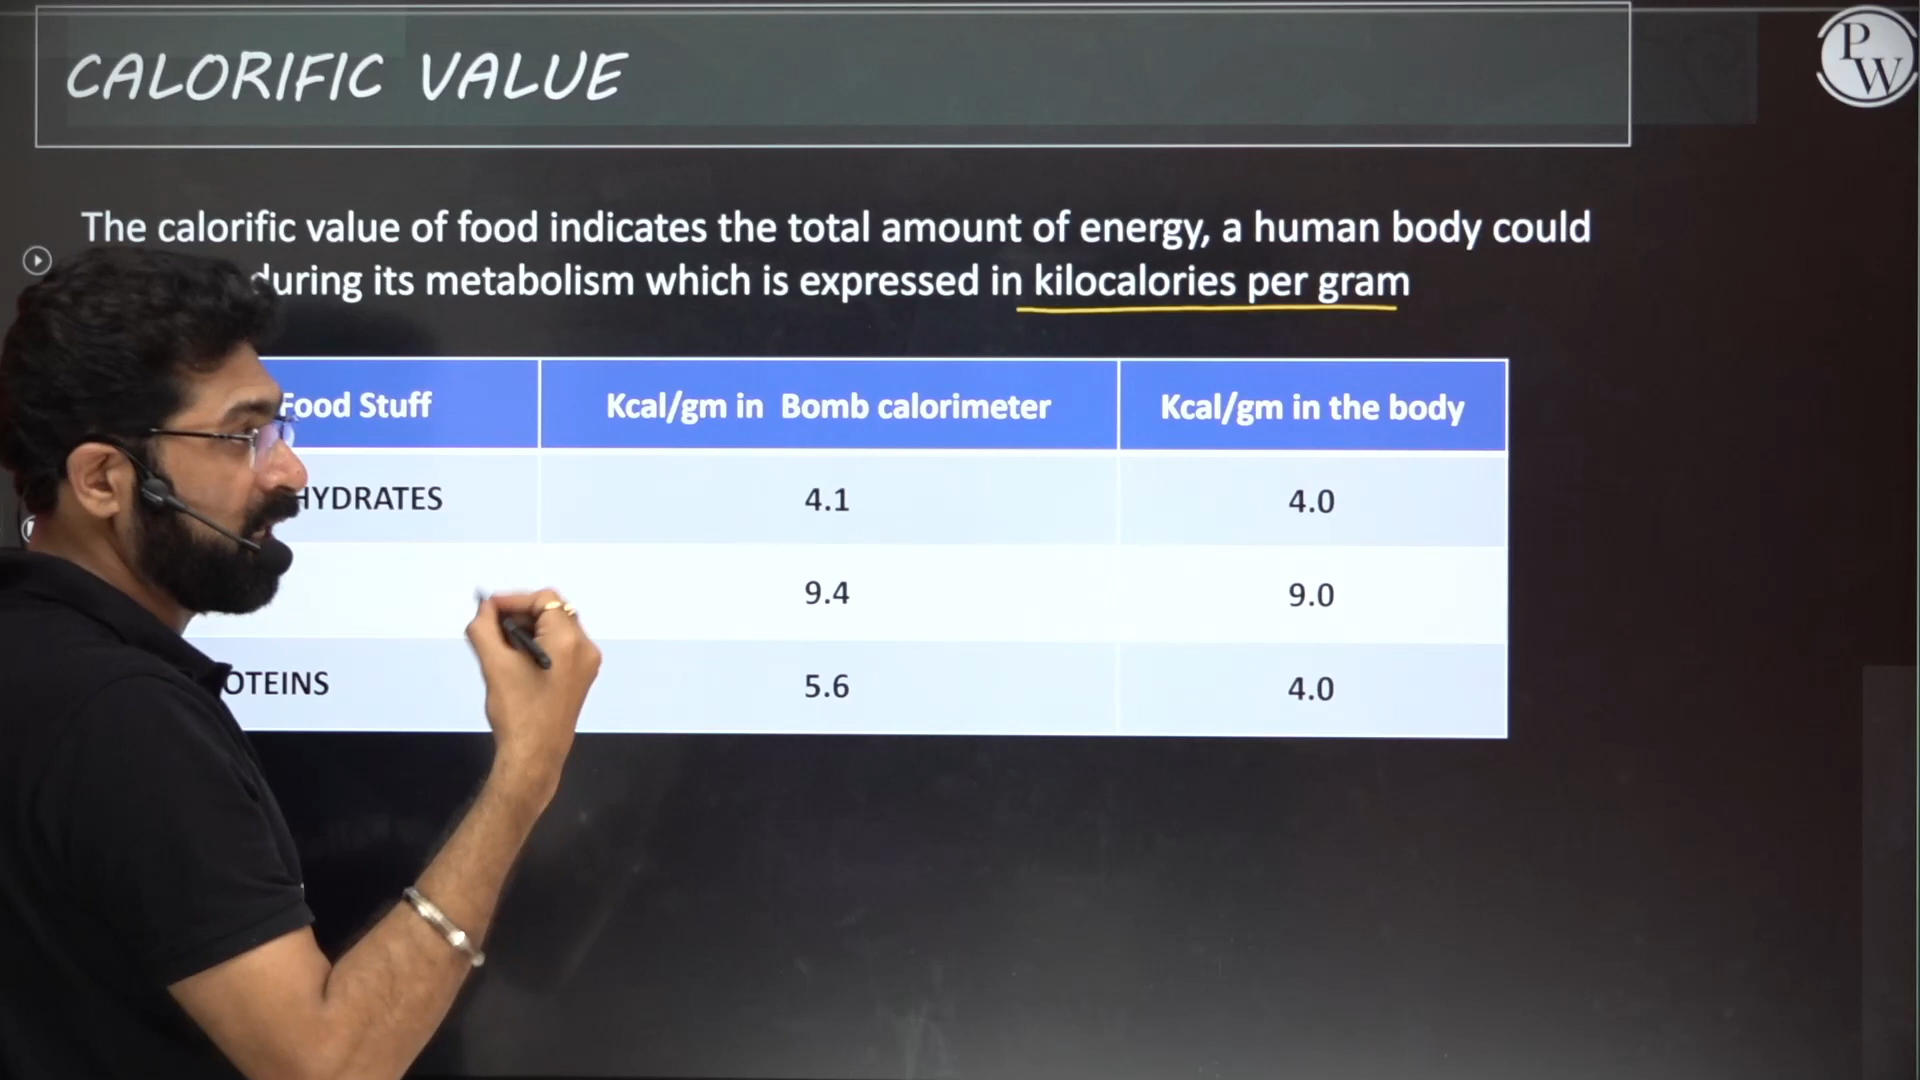 CALORIFIC VALUE
PW
The calorific value of food indicates the total amount of energy, a human body could
during its metabolism which is expressed in kilocalories per gram
Food Stuff Kcal/gm in Bomb calorimeter Kcal/gm in the body
HYDRATES 4.1 4.0
9.4 9.0
OTEINS 5.6 4.0